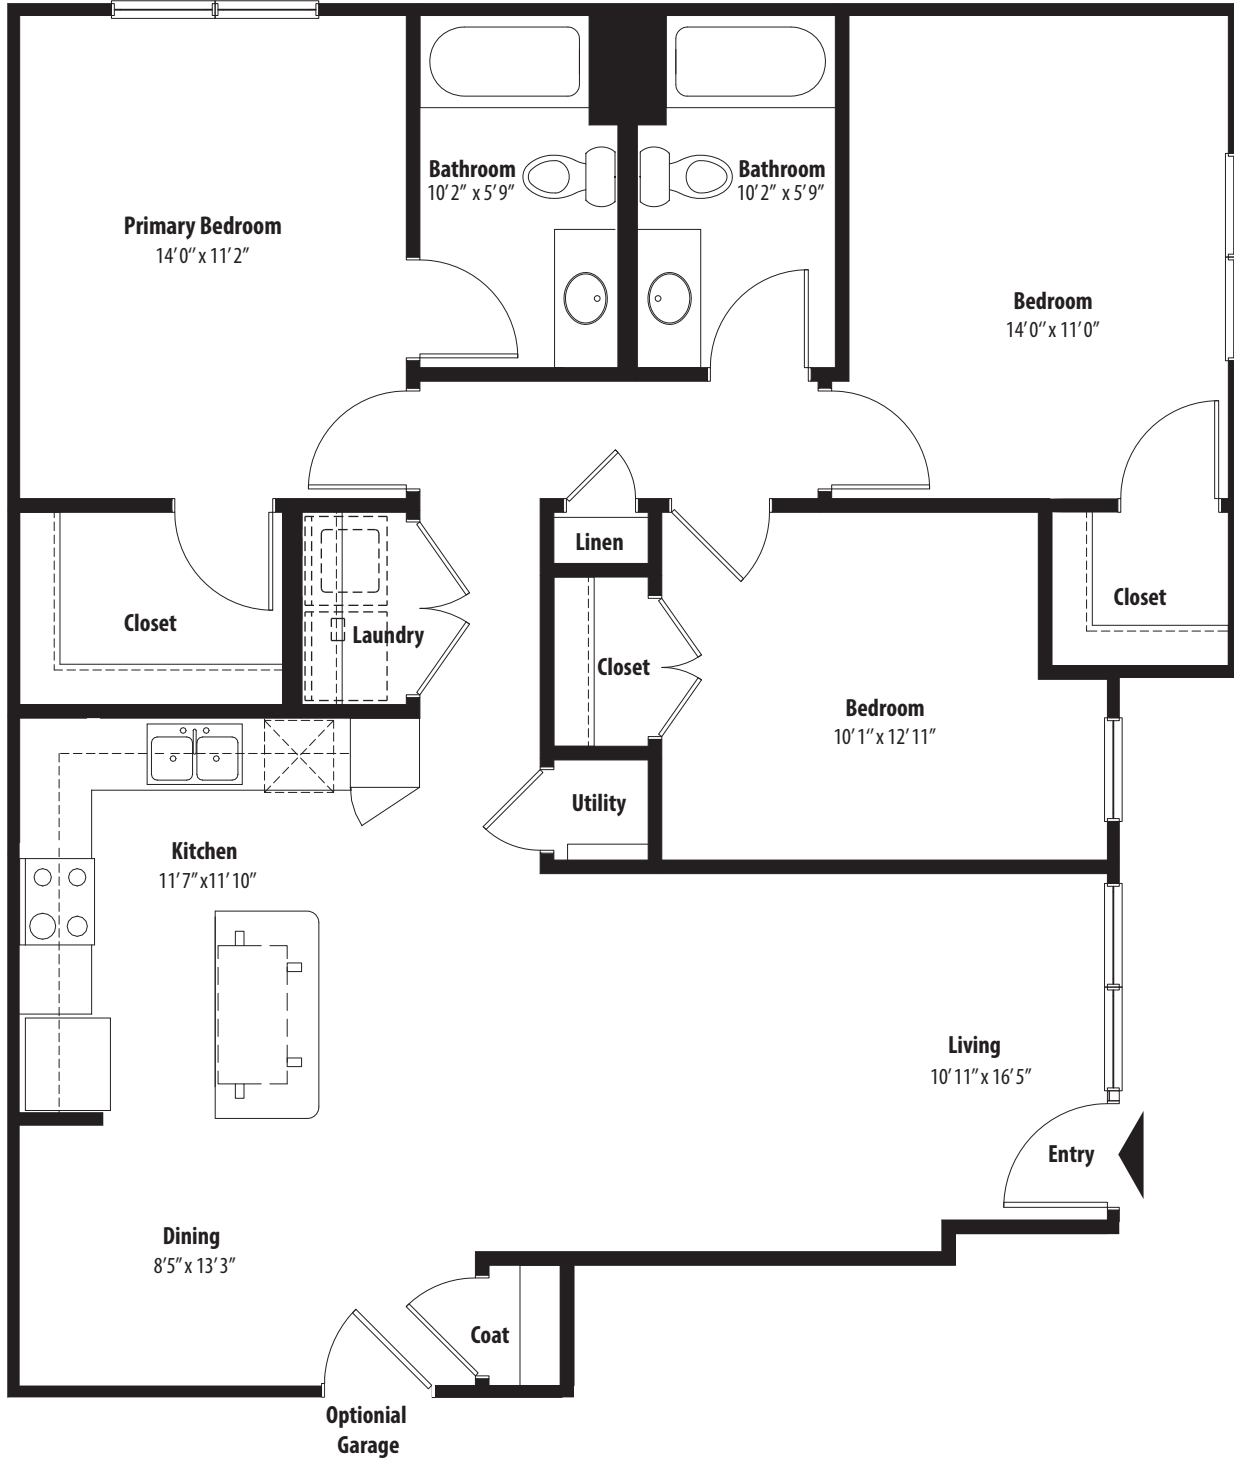 Bathroom
10'2" x 5'9"
Bathroom
10'2" x 5'9"
Primary Bedroom
14'0" x 11'2"
Bedroom
14'0" x 11'0"
Linen
Closet
Closet
Laundry
Closet
Bedroom
10'1" x 12'11"
Utility
Kitchen
11'7" x 11'10"
Living
10'11" x 16'5"
Entry
Dining
8'5" x 13'3"
Coat
Optionial
Garage